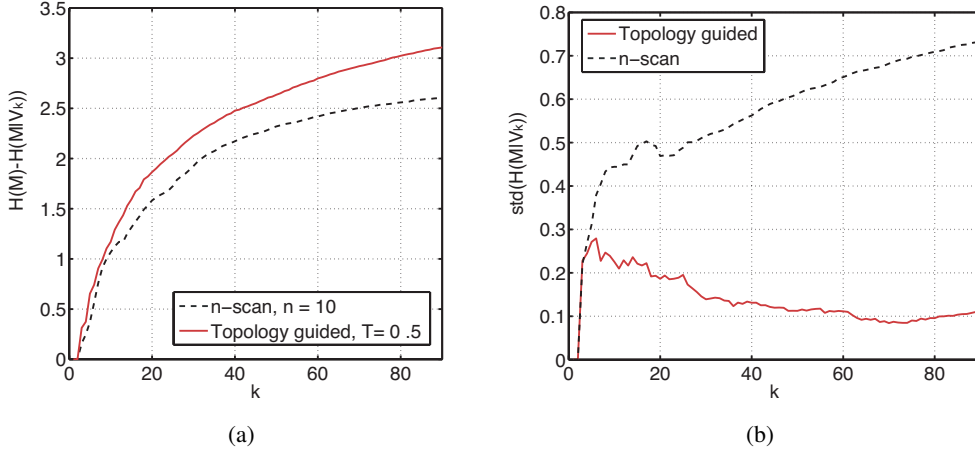 3.5
3
2.5
2
1.5
1
0.5
0
0 20 40 60 80
H(M)-H(M|Vk)
k
n−scan, n = 10
Topology guided, T= 0 .5
(a)
0.8
0.7
0.6
0.5
0.4
0.3
0.2
0.1
0
0 20 40 60 80
std(H(M|Vk))
k
Topology guided
n−scan
(b)